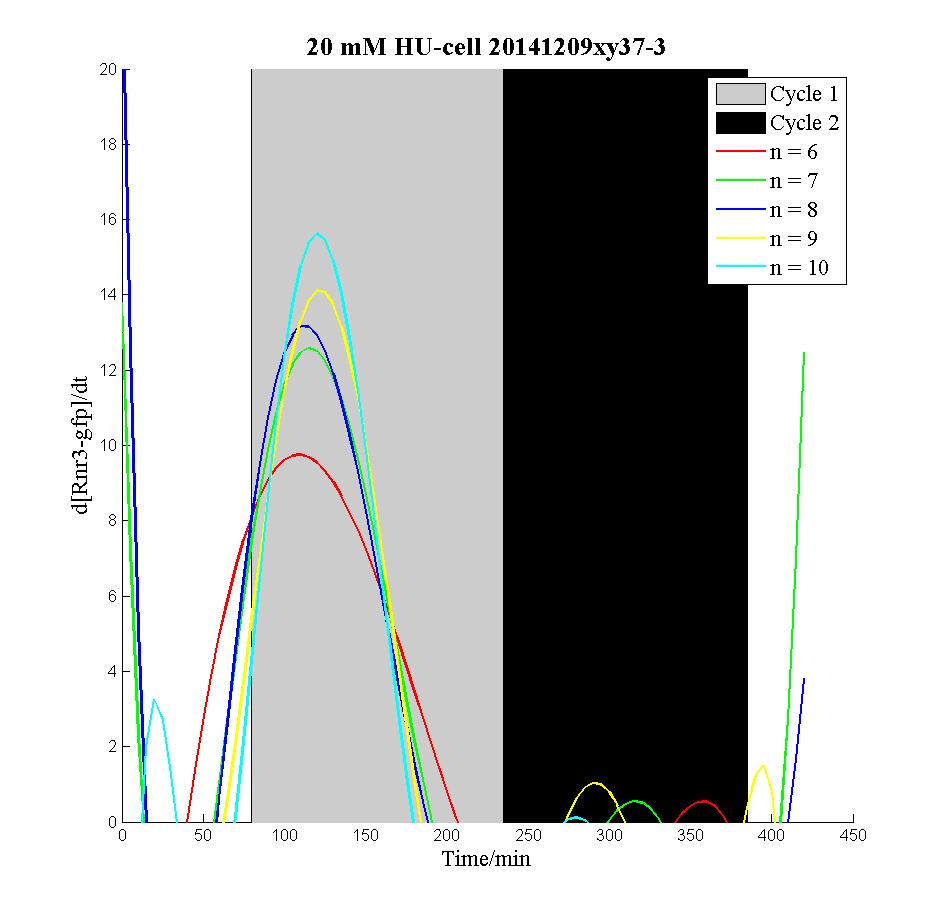 20 mM HU-cell 20141209xy37-3
20
18
16
14
12
10
8
6
4
2
0
d[Rnr3-gfp]/dt
Cycle 1
Cycle 2
n = 6
n = 7
n = 8
n = 9
n = 10
0 50 100 150 200 250 300 350 400 450
Time/min